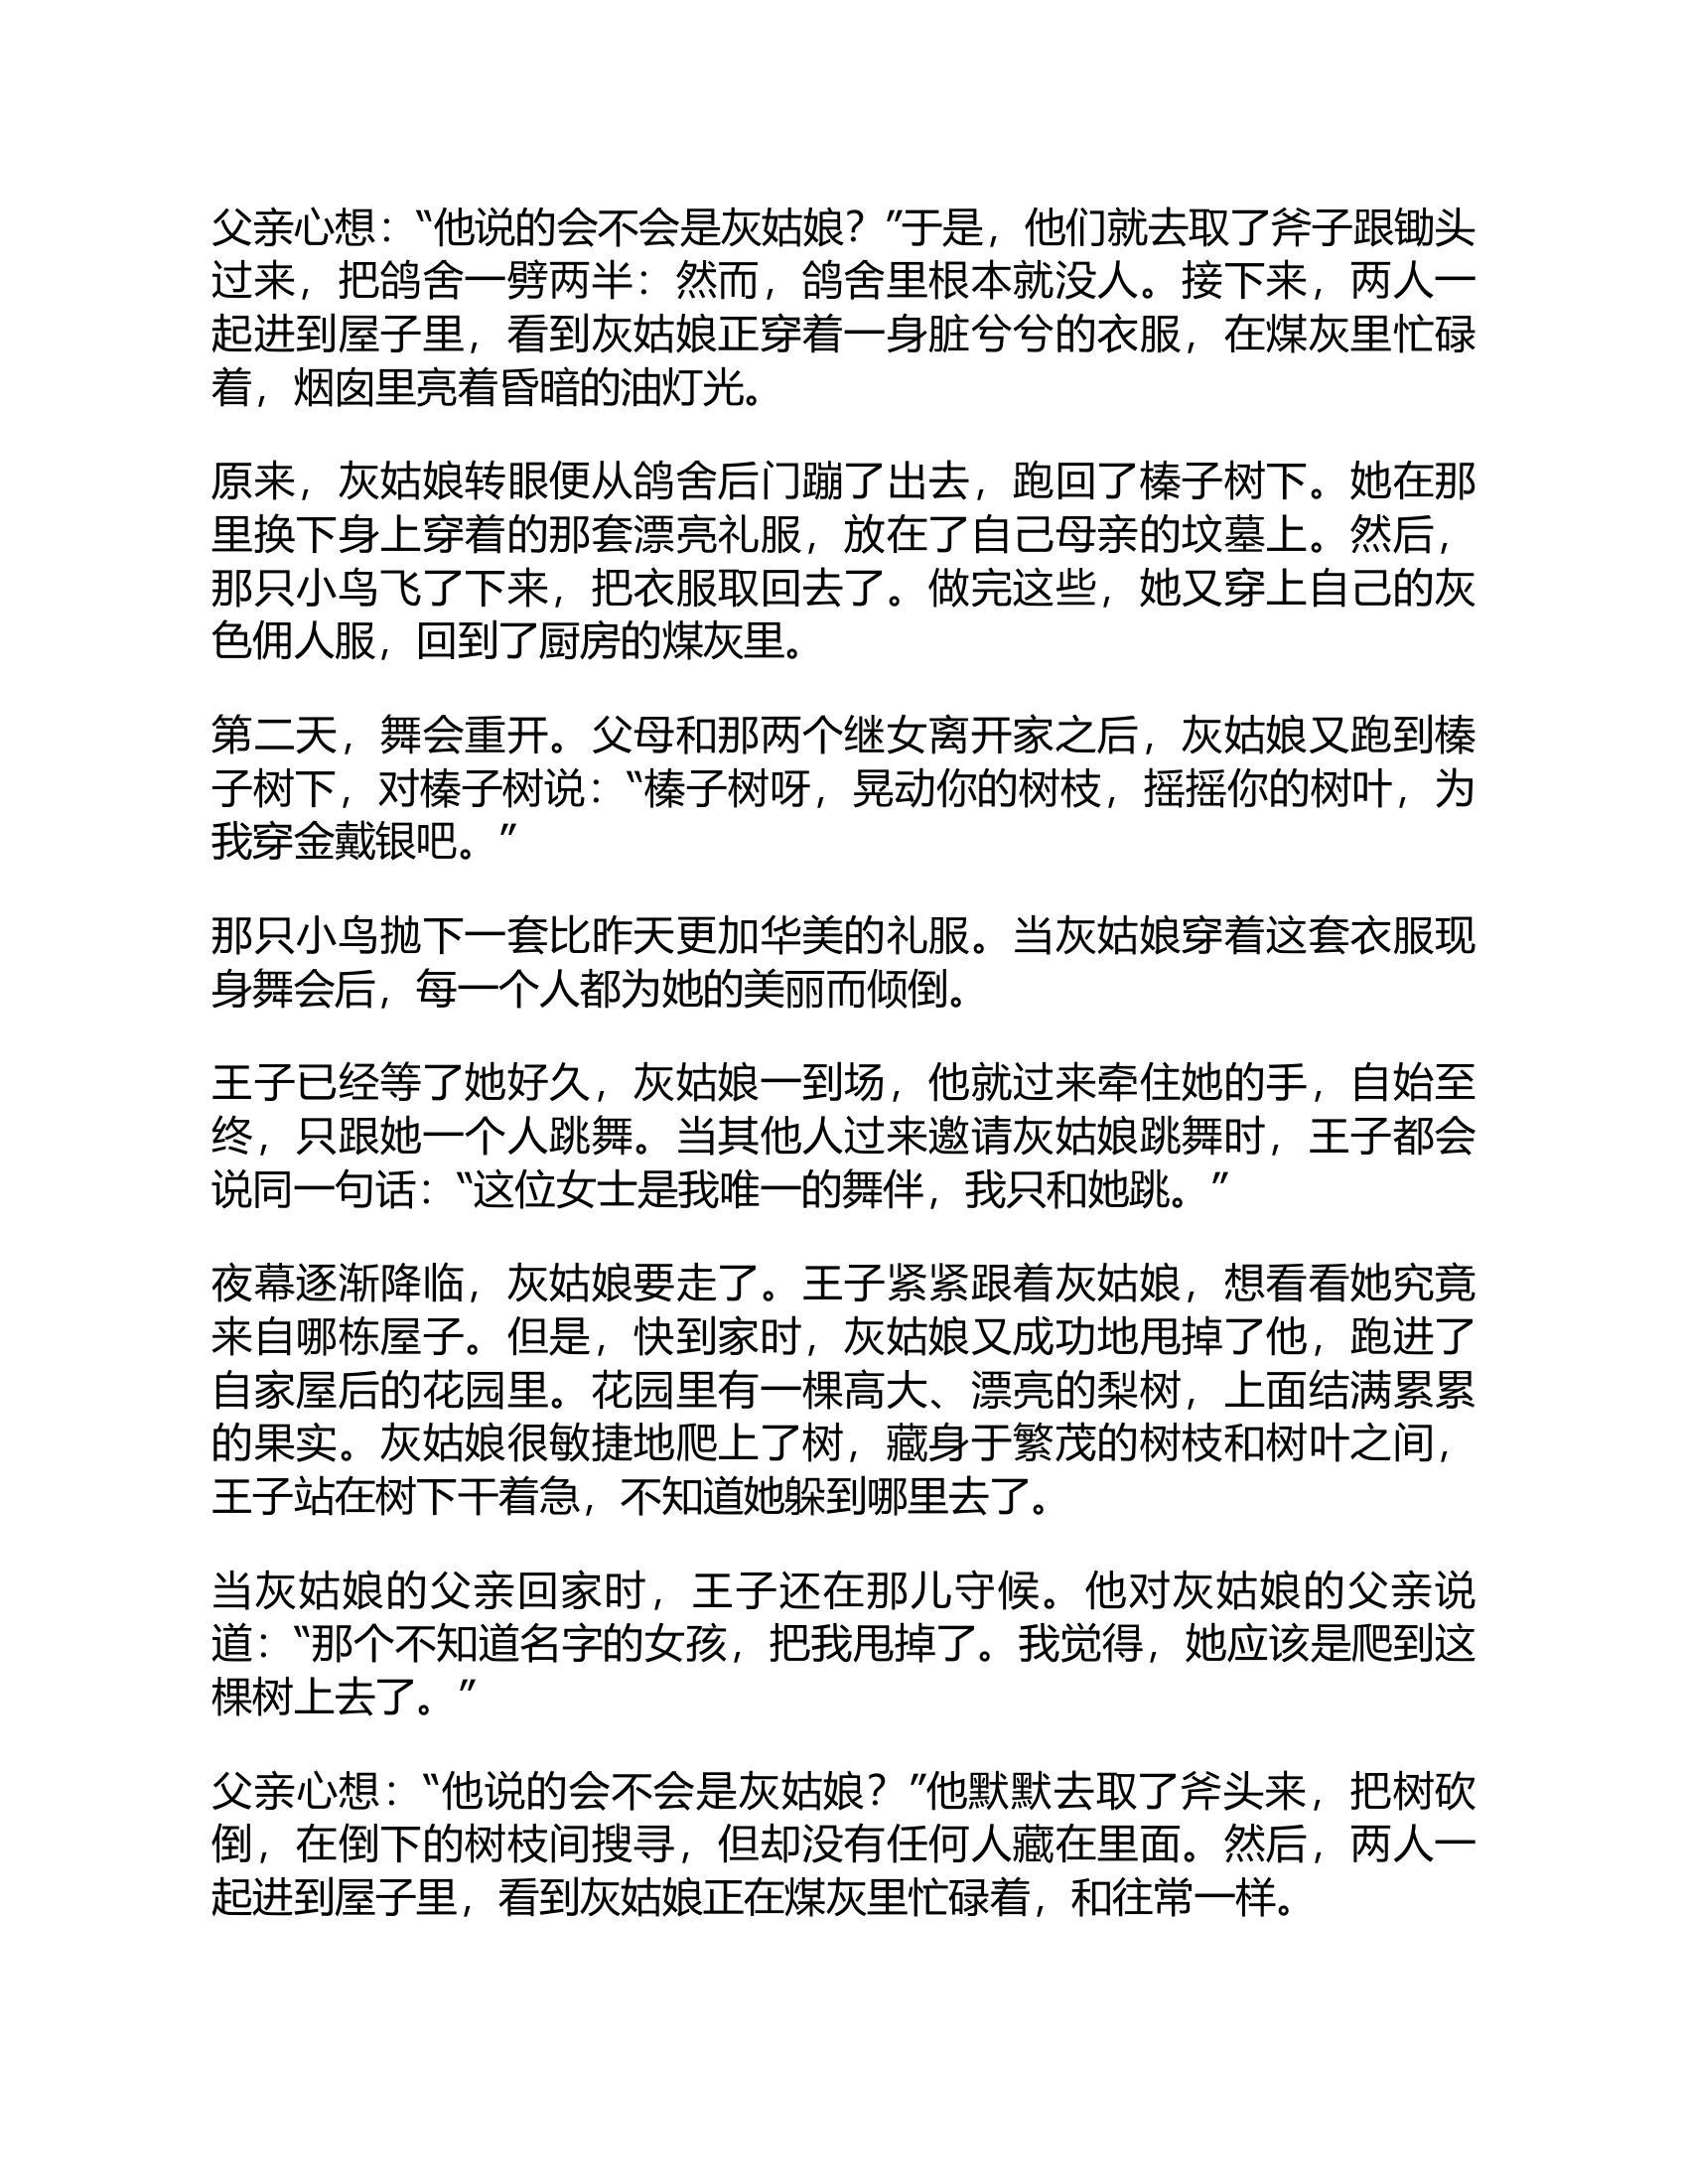 父亲心想：“他说的会不会是灰姑娘？”于是，他们就去取了斧子跟锄头
过来，把鸽舍一劈两半：然而，鸽舍里根本就没人。接下来，两人一
起进到屋子里，看到灰姑娘正穿着一身脏兮兮的衣服，在煤灰里忙碌
着，烟囱里亮着昏暗的油灯光。
原来，灰姑娘转眼便从鸽舍后门蹦了出去，跑回了榛子树下。她在那
里换下身上穿着的那套漂亮礼服，放在了自己母亲的坟墓上。然后，
那只小鸟飞了下来，把衣服取回去了。做完这些，她又穿上自己的灰
色佣人服，回到了厨房的煤灰里。
第二天，舞会重开。父母和那两个继女离开家之后，灰姑娘又跑到榛
子树下，对榛子树说：“榛子树呀，晃动你的树枝，摇摇你的树叶，为
我穿金戴银吧。”
那只小鸟抛下一套比昨天更加华美的礼服。当灰姑娘穿着这套衣服现
身舞会后，每一个人都为她的美丽而倾倒。
王子已经等了她好久，灰姑娘一到场，他就过来牵住她的手，自始至
终，只跟她一个人跳舞。当其他人过来邀请灰姑娘跳舞时，王子都会
说同一句话：“这位女士是我唯一的舞伴，我只和她跳。”
夜幕逐渐降临，灰姑娘要走了。王子紧紧跟着灰姑娘，想看看她究竟
来自哪栋屋子。但是，快到家时，灰姑娘又成功地甩掉了他，跑进了
自家屋后的花园里。花园里有一棵高大、漂亮的梨树，上面结满累累
的果实。灰姑娘很敏捷地爬上了树，藏身于繁茂的树枝和树叶之间，
王子站在树下干着急，不知道她躲到哪里去了。
当灰姑娘的父亲回家时，王子还在那儿守候。他对灰姑娘的父亲说
道：“那个不知道名字的女孩，把我甩掉了。我觉得，她应该是爬到这
棵树上去了。”
父亲心想：“他说的会不会是灰姑娘？”他默默去取了斧头来，把树砍
倒，在倒下的树枝间搜寻，但却没有任何人藏在里面。然后，两人一
起进到屋子里，看到灰姑娘正在煤灰里忙碌着，和往常一样。